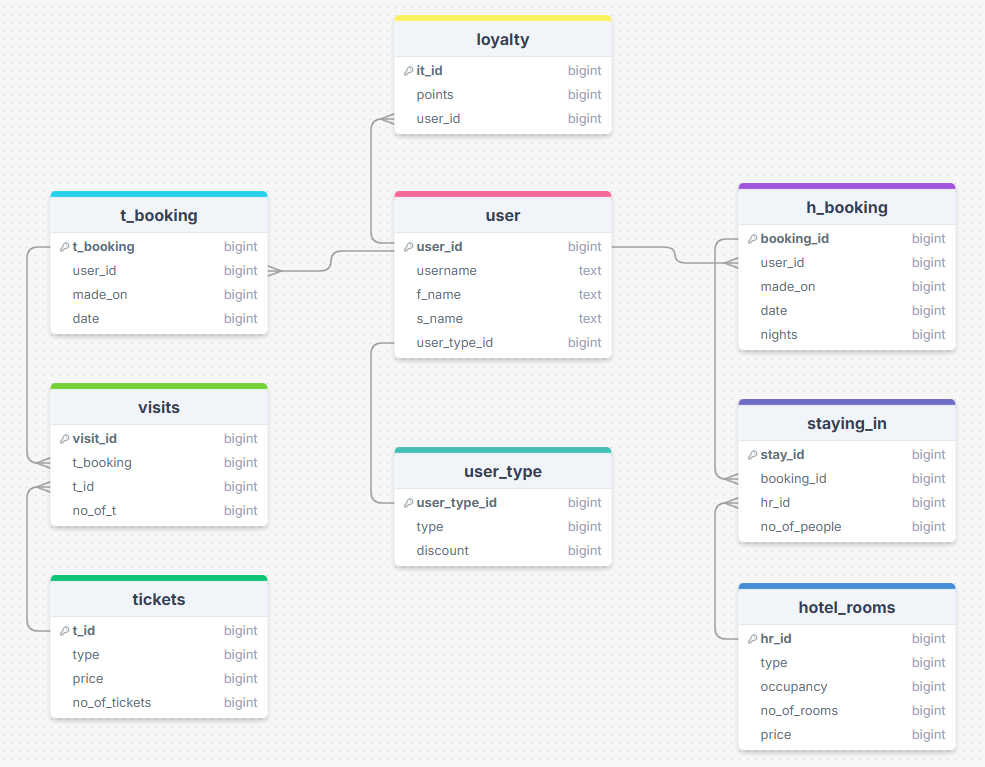 loyalty
it_id bigint
points bigint
user_id bigint
t_booking
t_booking bigint
user_id bigint
made_on bigint
date bigint
user
user_id bigint
username text
f_name text
s_name text
user_type_id bigint
h_booking
booking_id bigint
user_id bigint
made_on bigint
date bigint
nights bigint
visits
visit_id bigint
t_booking bigint
t_id bigint
no_of_t bigint
user_type
user_type_id bigint
type bigint
discount bigint
staying_in
stay_id bigint
booking_id bigint
hr_id bigint
no_of_people bigint
tickets
t_id bigint
type bigint
price bigint
no_of_tickets bigint
hotel_rooms
hr_id bigint
type bigint
occupancy bigint
no_of_rooms bigint
price bigint